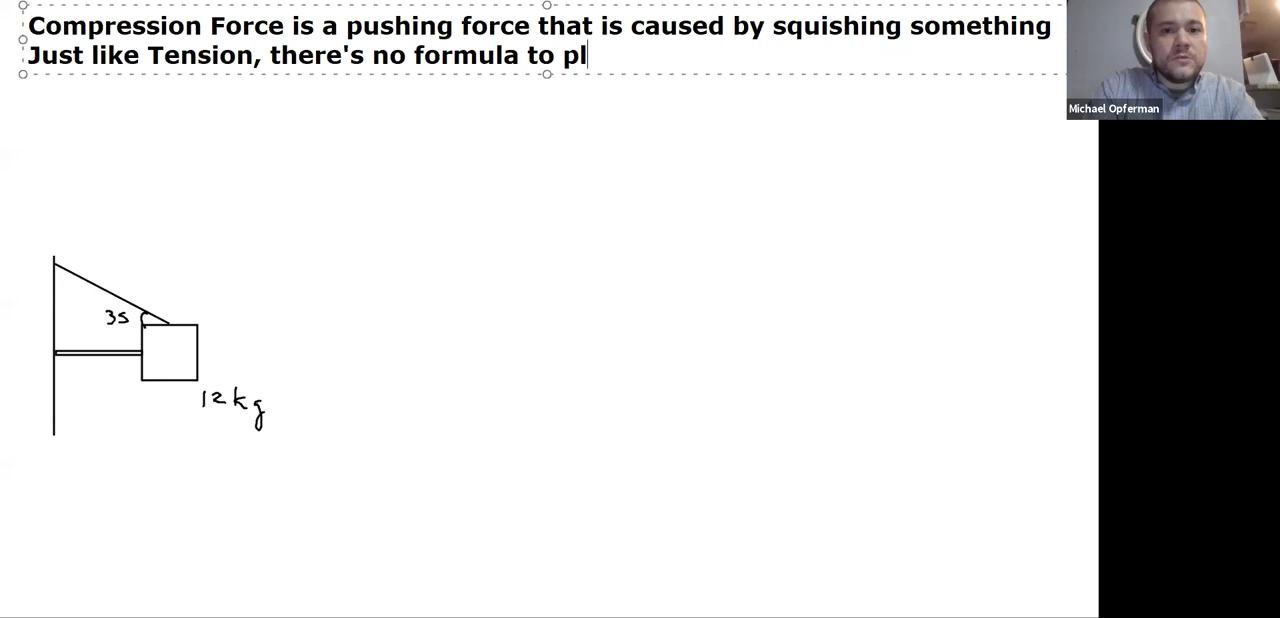 Compression Force is a pushing force that is caused by squishing something
Just like Tension, there's no formula to pl
Michael Opferman
35
12kg